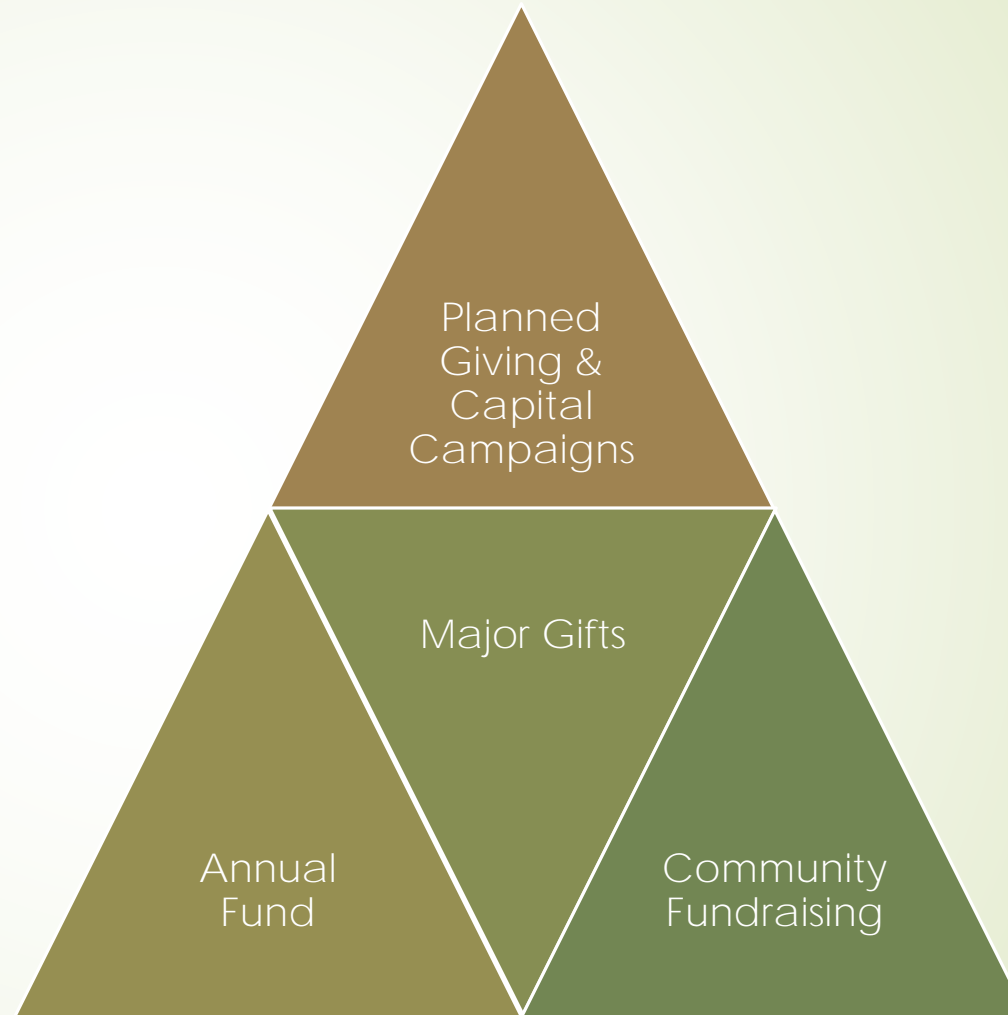 Planned
Giving &
Capital
Campaigns
Major Gifts
Annual
Fund
Community
Fundraising